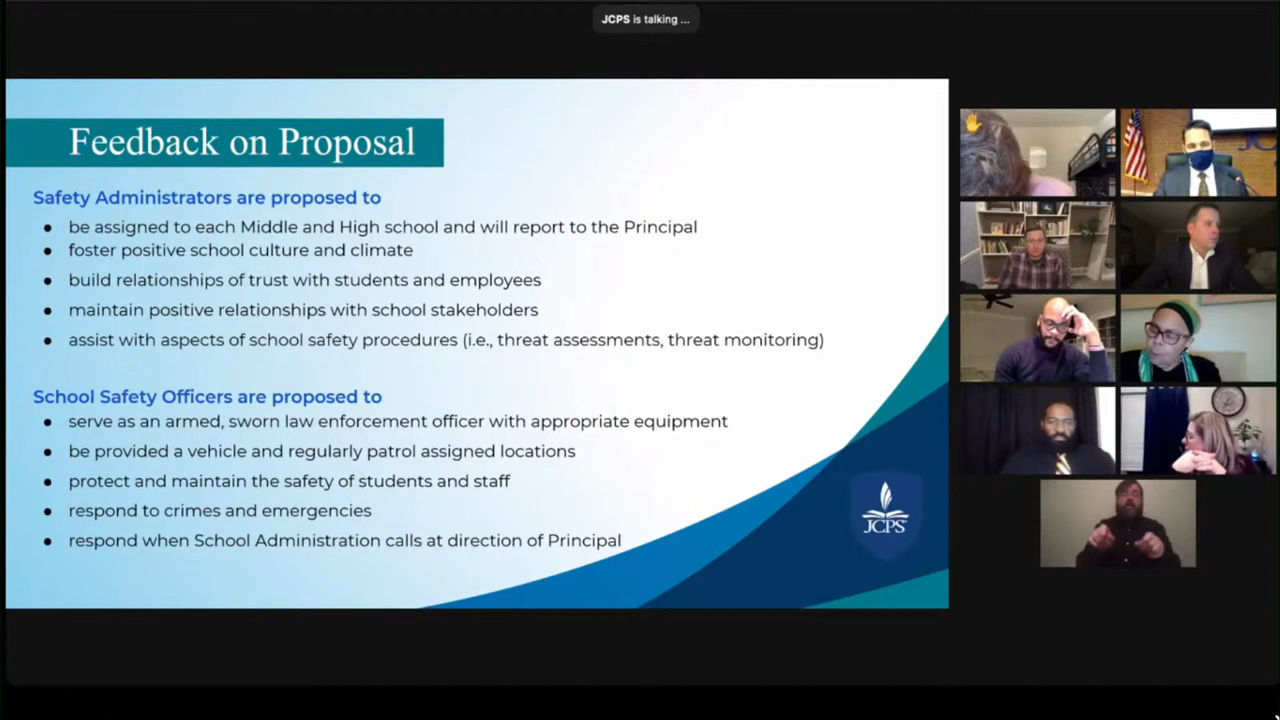 JCPS is talking ...
Feedback on Proposal
Safety Administrators are proposed to
● be assigned to each Middle and High school and will report to the Principal
● foster positive school culture and climate
● build relationships of trust with students and employees
● maintain positive relationships with school stakeholders
● assist with aspects of school safety procedures (i.e., threat assessments, threat monitoring)
School Safety Officers are proposed to
● serve as an armed, sworn law enforcement officer with appropriate equipment
● be provided a vehicle and regularly patrol assigned locations
● protect and maintain the safety of students and staff
● respond to crimes and emergencies
● respond when School Administration calls at direction of Principal
JCPS